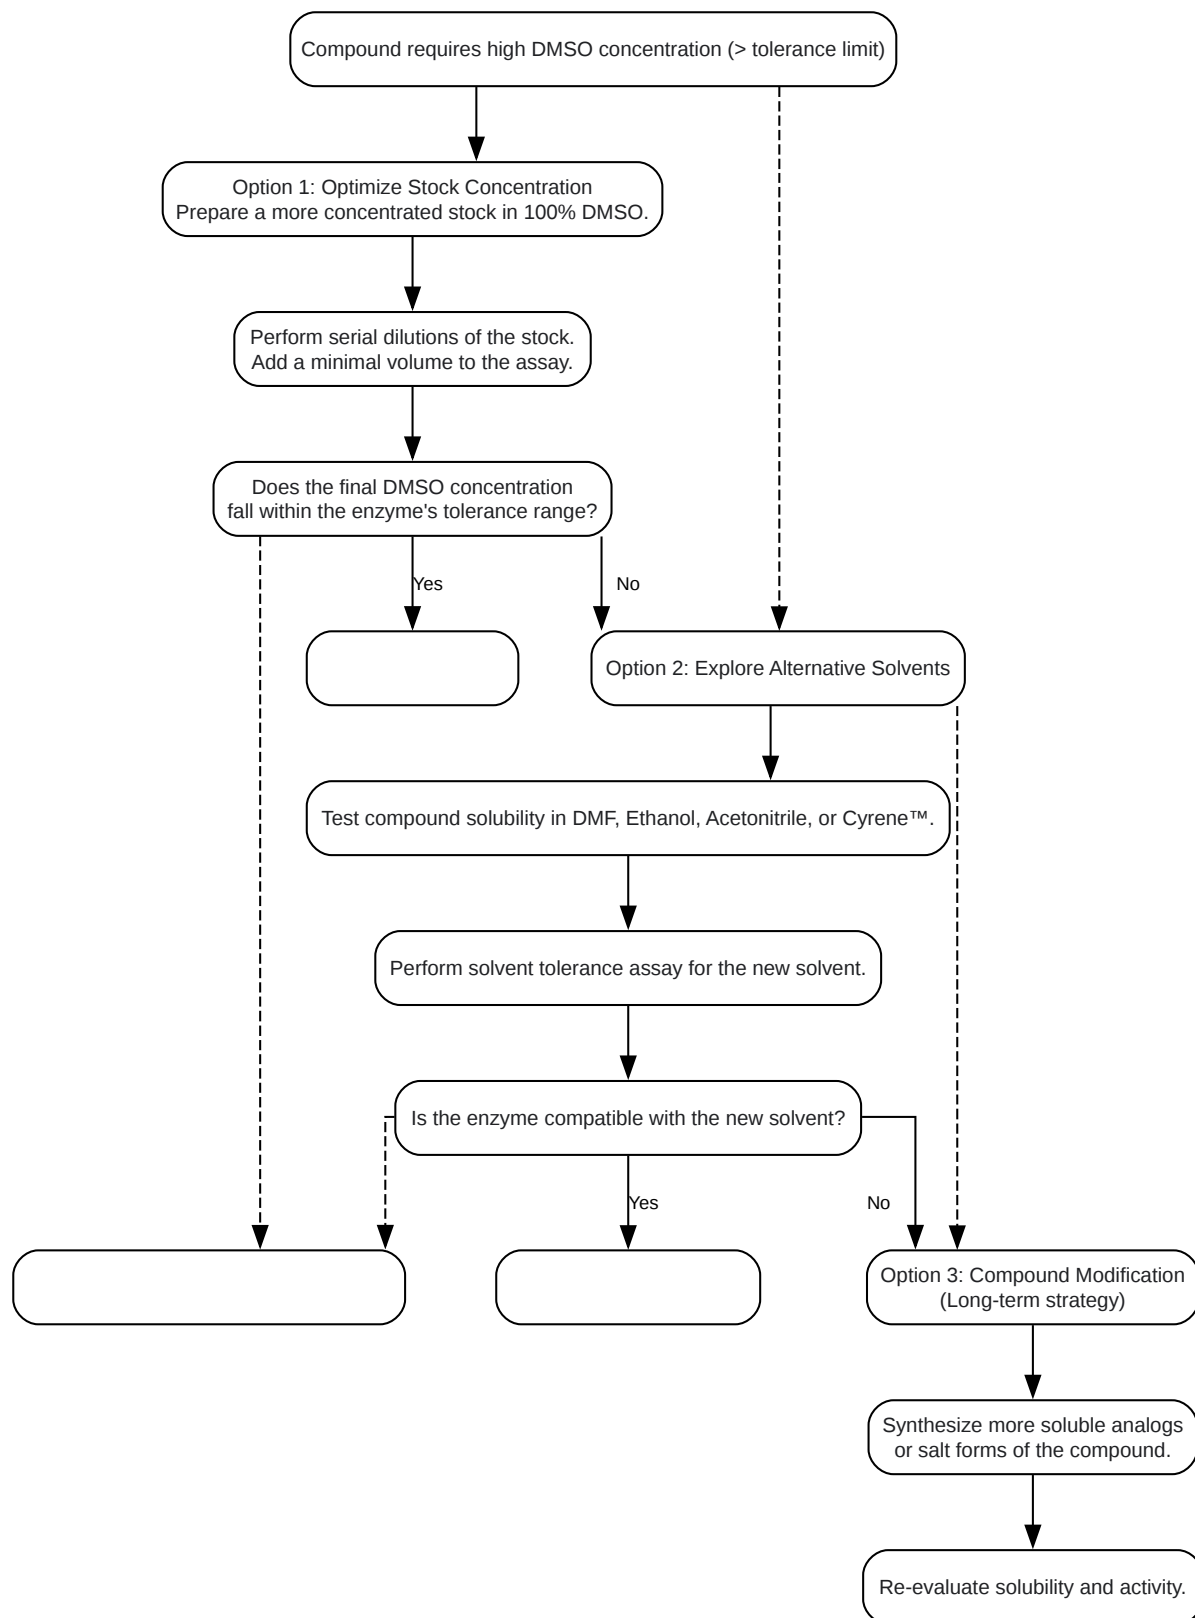 Compound requires high DMSO concentration (> tolerance limit)
Option 1: Optimize Stock Concentration
Prepare a more concentrated stock in 100% DMSO.
Perform serial dilutions of the stock.
Add a minimal volume to the assay.
Does the final DMSO concentration
fall within the enzyme's tolerance range?
Yes
No
Option 2: Explore Alternative Solvents
Test compound solubility in DMF, Ethanol, Acetonitrile, or Cyrene™.
Perform solvent tolerance assay for the new solvent.
Is the enzyme compatible with the new solvent?
Yes
No
Option 3: Compound Modification
(Long-term strategy)
Synthesize more soluble analogs
or salt forms of the compound.
Re-evaluate solubility and activity.